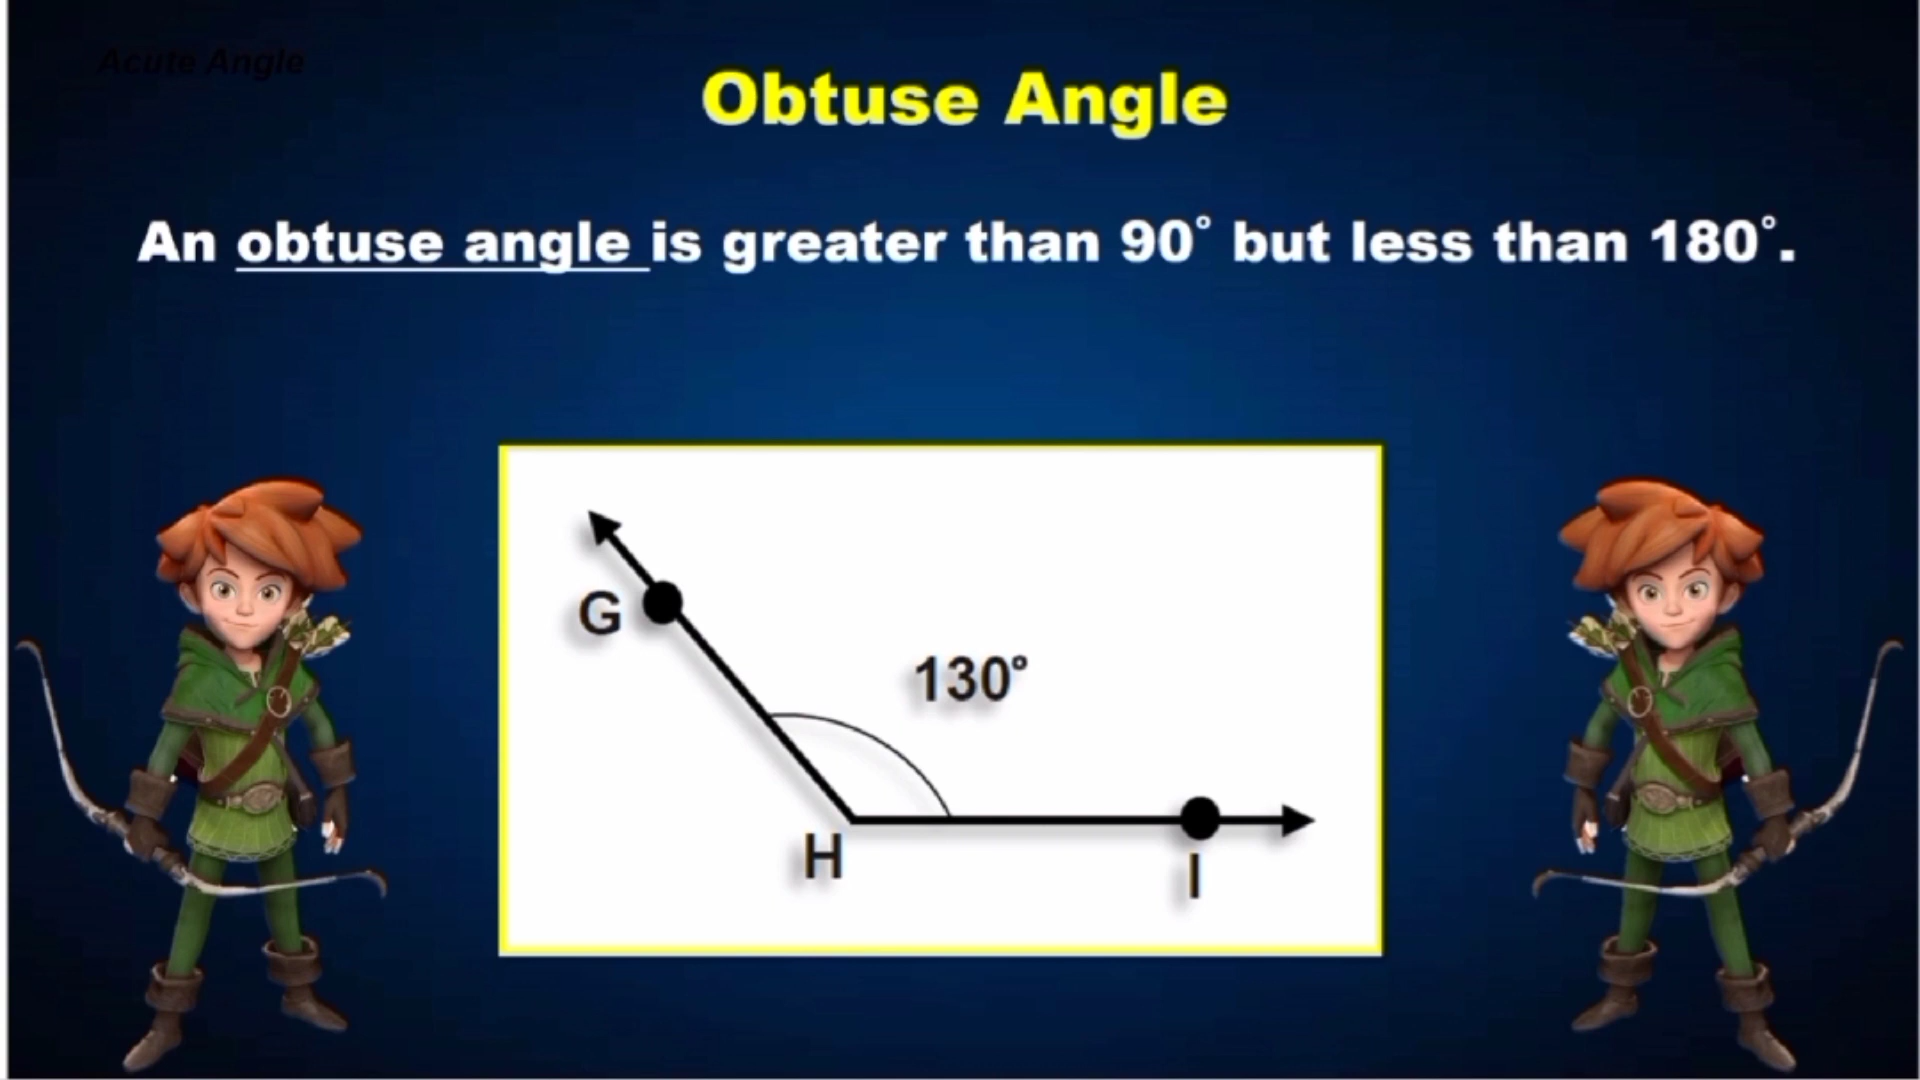 Acute Angle
Obtuse Angle
An obtuse angle is greater than 90° but less than 180°.
G
130°
H
I